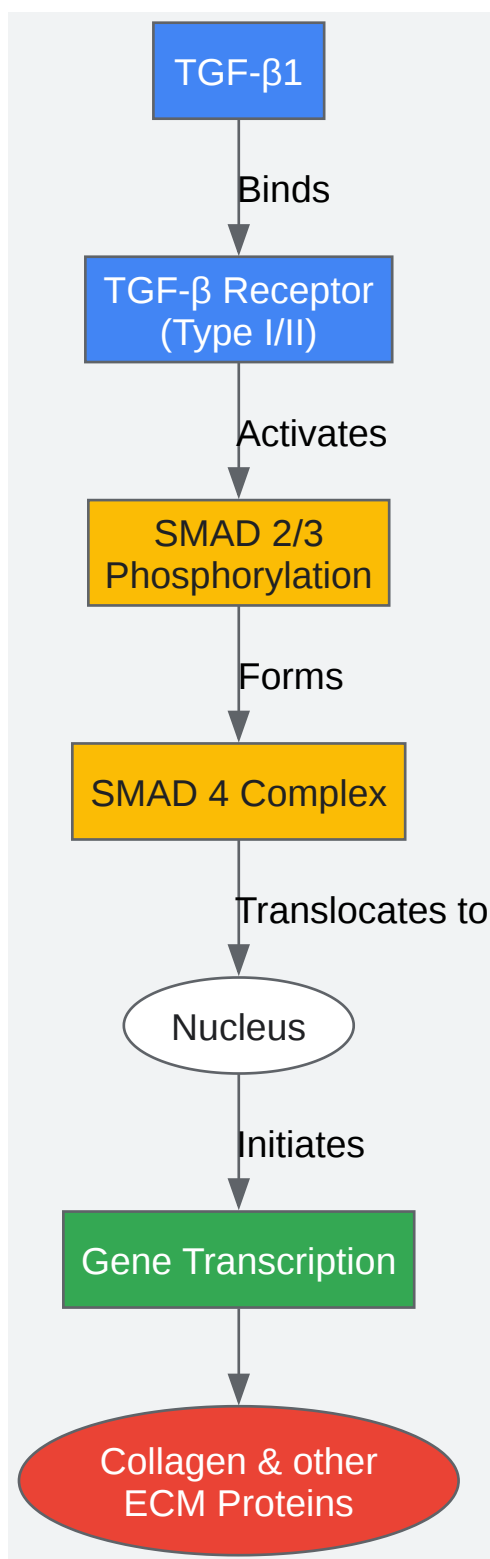 TGF-β1
Binds
TGF-β Receptor
(Type I/II)
Activates
SMAD 2/3
Phosphorylation
Forms
SMAD 4 Complex
Translocates to
Nucleus
Initiates
Gene Transcription
Collagen & other
ECM Proteins